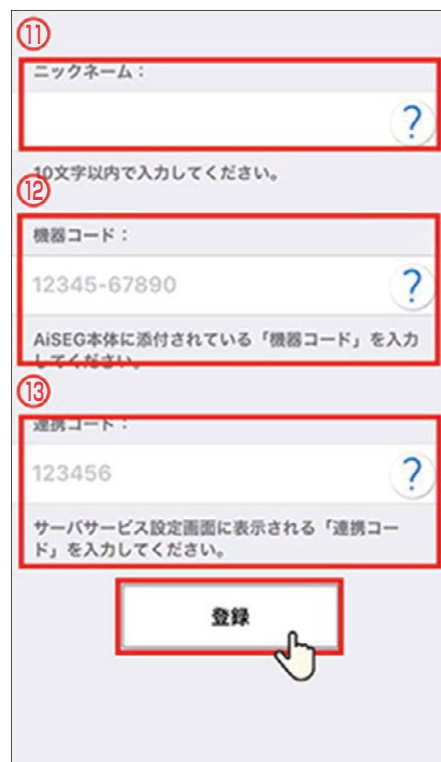 ⑪
ニックネーム：
?
10文字以内で入力してください。
⑫
機器コード：
12345-67890
?
AiSEG本体に添付されている「機器コード」を入力
してください。
⑬
連携コード：
123456
?
サーバサービス設定画面に表示される「連携コー
ド」を入力してください。
登録